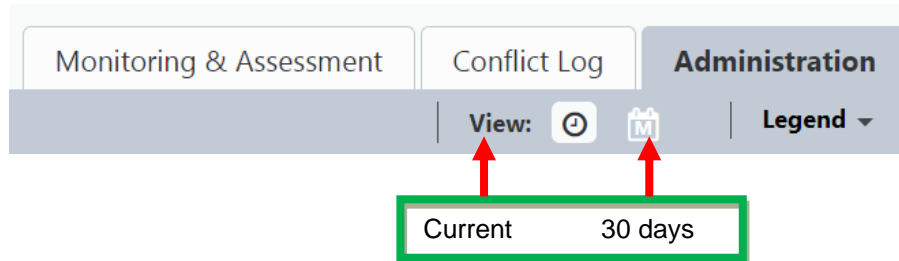 Monitoring & Assessment Conflict Log Administration
View: M Legend
Current 30 days